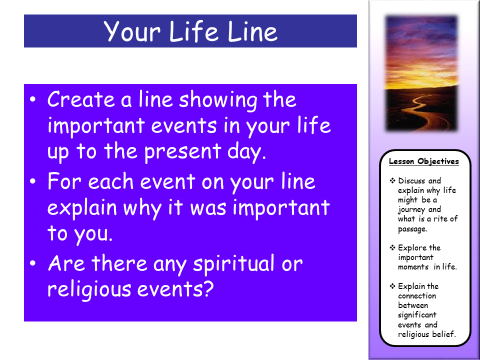 Your Life Line
• Create a line showing the
important events in your life
up to the present day.
• For each event on your line
explain why it was important
to you.
• Are there any spiritual or
religious events?
Lesson Objectives
❖ Discuss and
explain why life
might be a
journey and
what is a rite of
passage.
❖ Explore the
important
moments in life.
❖ Explain the
connection
between
significant
events and
religious belief.